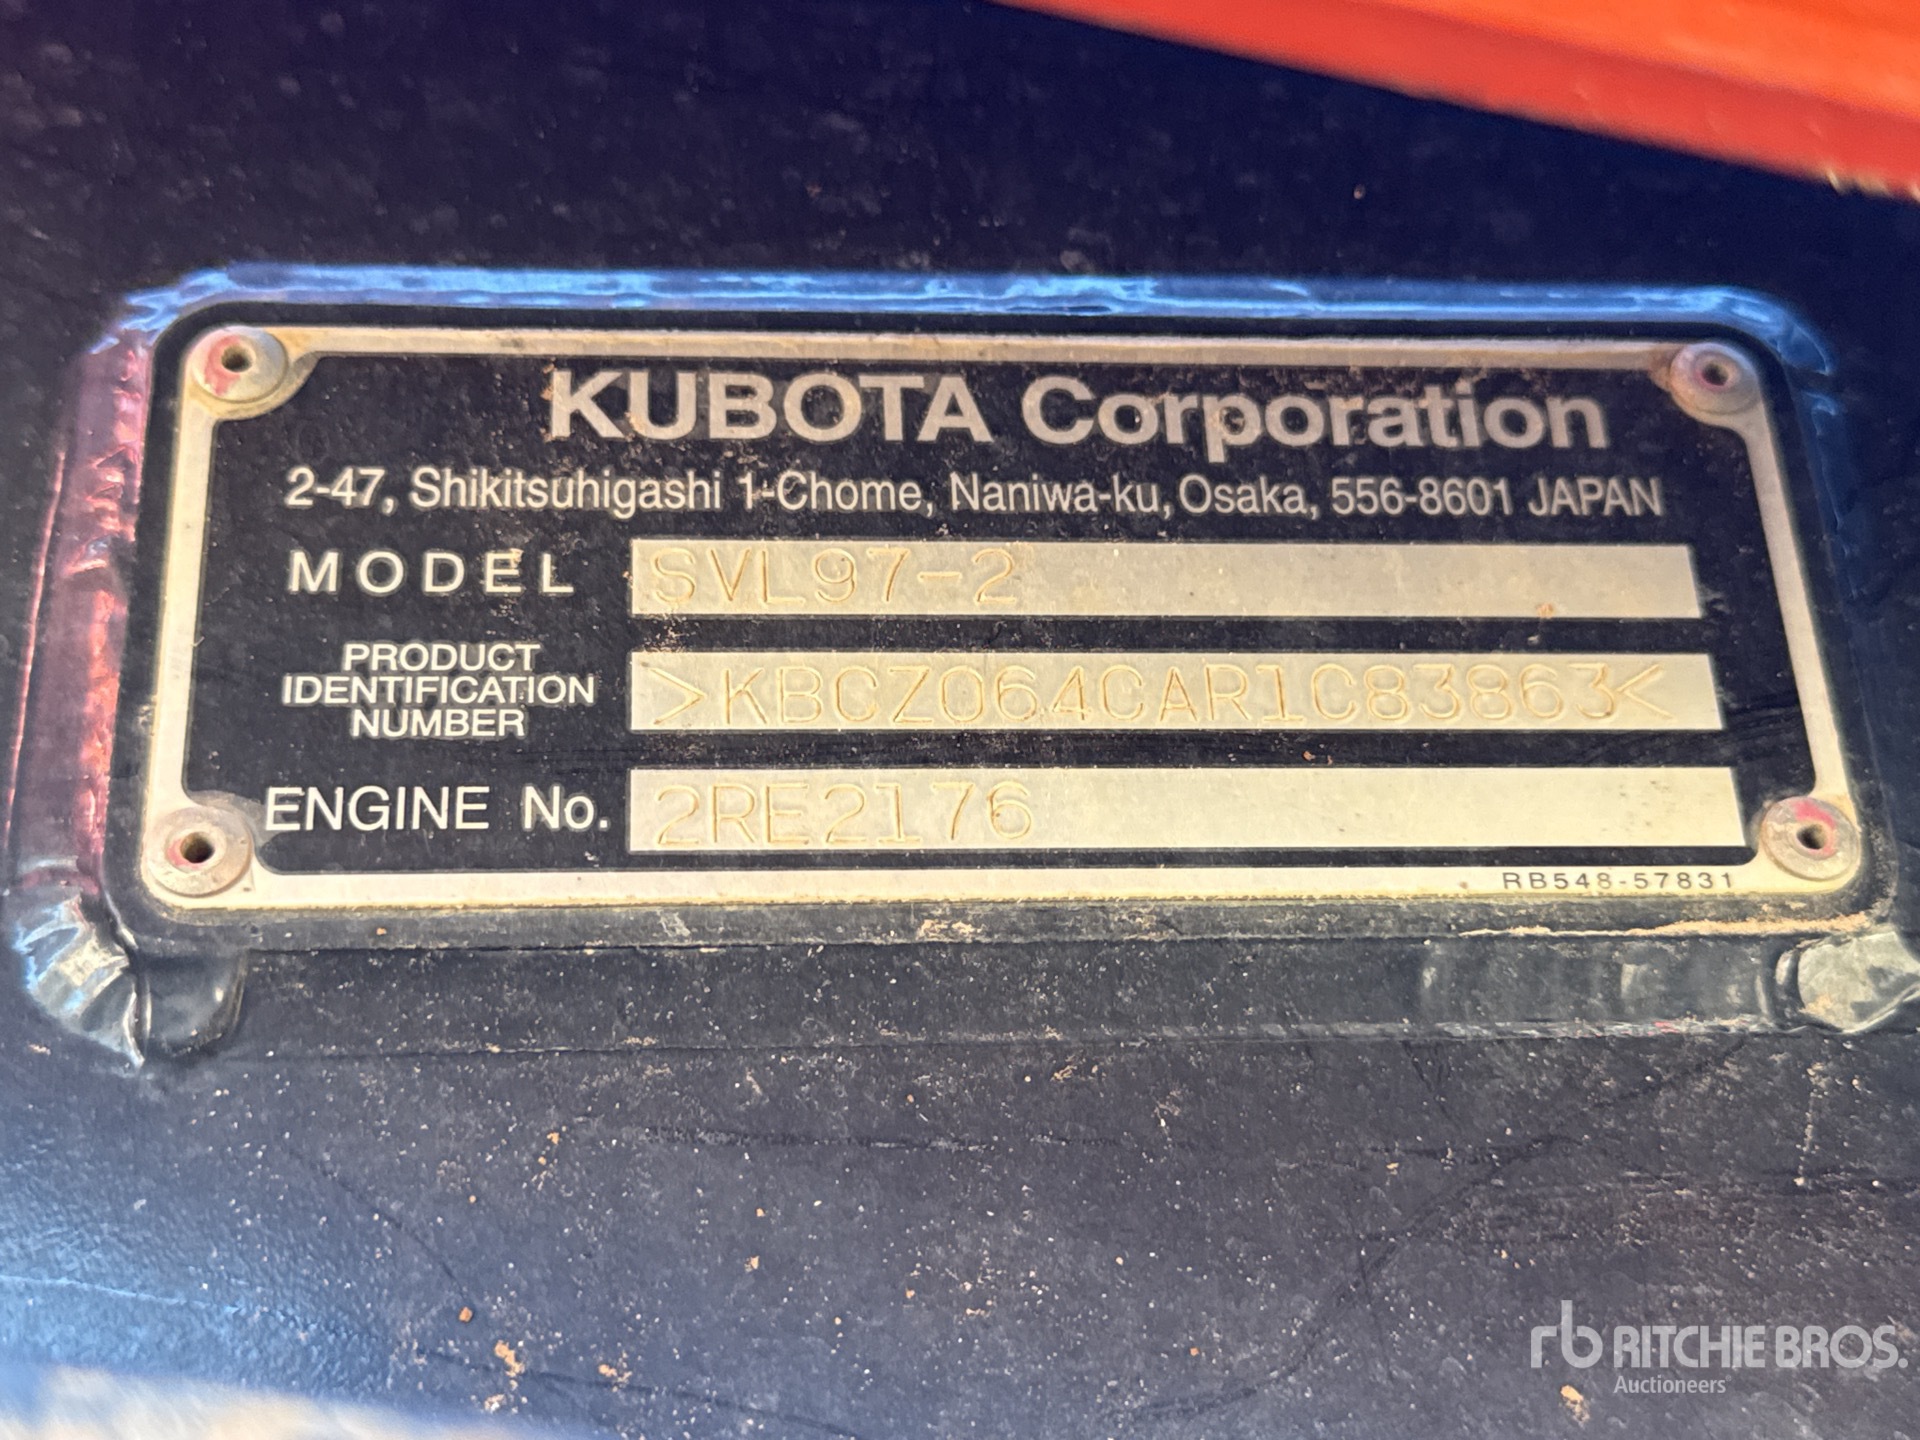 KUBOTA Corporation
2-47, Shikitsuhigashi 1-Chome, Naniwa-ku, Osaka, 556-8601 JAPAN
MODEL SVL97-2
PRODUCT
IDENTIFICATION
NUMBER
>KBCZ064CAR1C83863<
ENGINE No. 2RE2176
RB548-57831
rb RITCHIE BROS.
Auctioneers